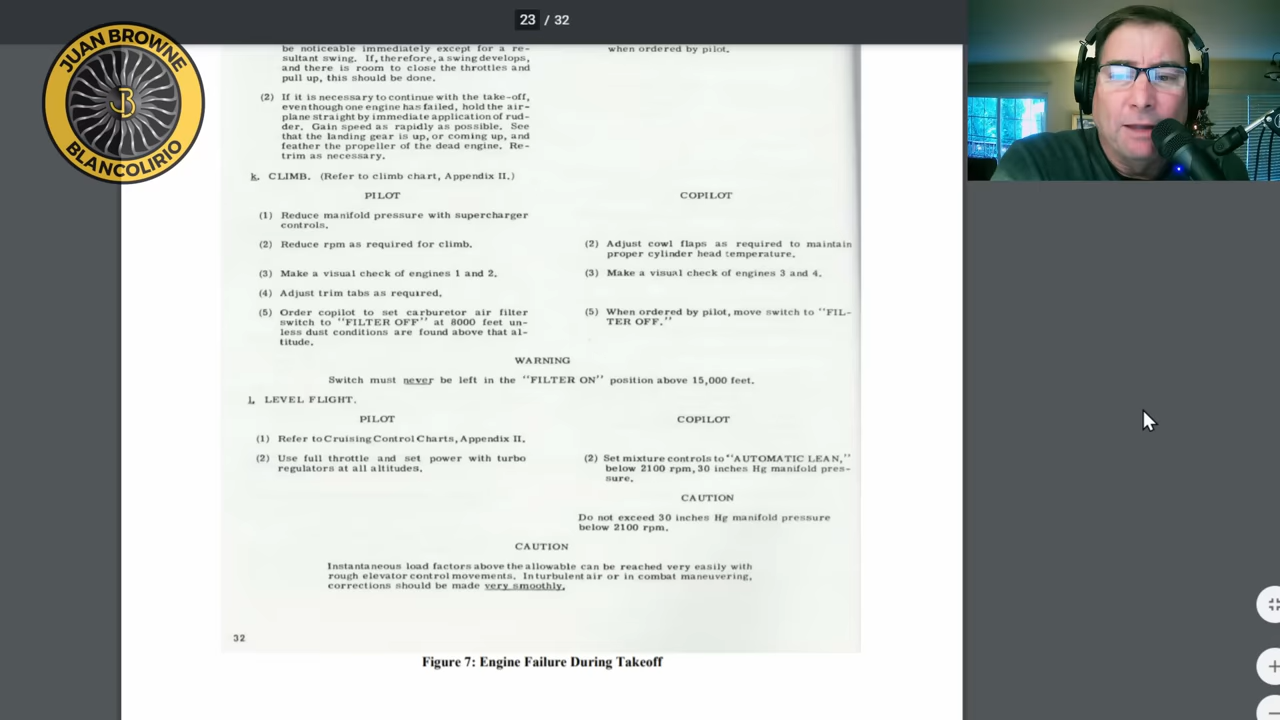 23 / 32
JUAN BROWNE
JB
BLANCOLIRIO
be noticeable immediately except for a re-
sultant swing. If, therefore, a swing develops,
and there is room to close the throttles and
pull up, this should be done.
when ordered by pilot.
(2) If it is necessary to continue with the take-off,
even though one engine has failed, hold the air-
plane straight by immediate application of rud-
der. Gain speed as rapidly as possible. See
that the landing gear is up, or coming up, and
feather the propeller of the dead engine. Re-
trim as necessary.
k. CLIMB. (Refer to climb chart, Appendix II.)
PILOT
COPILOT
(1) Reduce manifold pressure with supercharger
controls.
(2) Reduce rpm as required for climb.
(2) Adjust cowl flaps as required to maintain
proper cylinder head temperature.
(3) Make a visual check of engines 1 and 2.
(3) Make a visual check of engines 3 and 4.
(4) Adjust trim tabs as required.
(5) Order copilot to set carburetor air filter
switch to "FILTER OFF" at 8000 feet un-
less dust conditions are found above that al-
titude.
(5) When ordered by pilot, move switch to "FIL-
TER OFF."
WARNING
Switch must never be left in the "FILTER ON" position above 15,000 feet.
l. LEVEL FLIGHT.
PILOT
COPILOT
(1) Refer to Cruising Control Charts, Appendix II.
(2) Use full throttle and set power with turbo
regulators at all altitudes.
(2) Set mixture controls to "AUTOMATIC LEAN,"
below 2100 rpm, 30 inches Hg manifold pres-
sure.
CAUTION
Do not exceed 30 inches Hg manifold pressure
below 2100 rpm.
CAUTION
Instantaneous load factors above the allowable can be reached very easily with
rough elevator control movements. In turbulent air or in combat maneuvering,
corrections should be made very smoothly.
32
Figure 7: Engine Failure During Takeoff